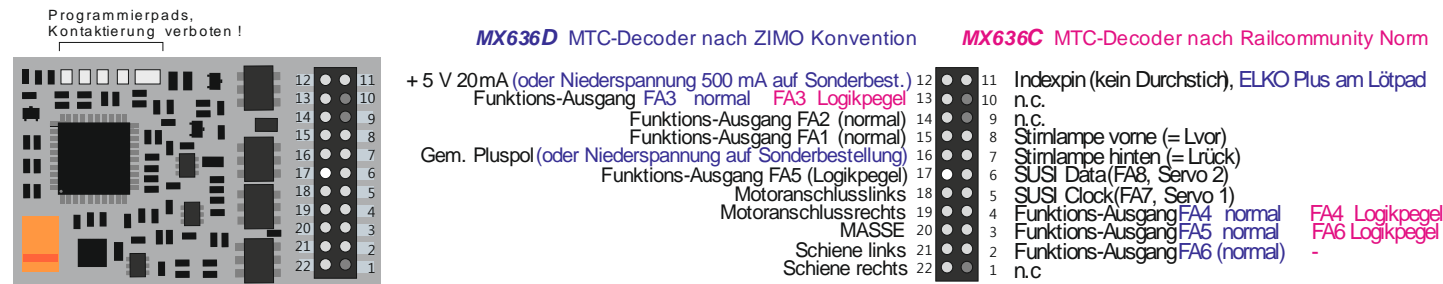 Programmierpads,
Kontaktierung verboten !
MX636D MTC-Decoder nach ZIMO Konvention
MX636C MTC-Decoder nach Railcommunity Norm
12 11
13 10
14 9
15 8
16 7
17 6
18 5
19 4
20 3
21 2
22 1
+ 5 V 20mA (oder Niederspannung 500 mA auf Sonderbest.) 12 11 Indexpin (kein Durchstich), ELKO Plus am Lötpad
Funktions-Ausgang FA3 normal FA3 Logikpegel 13 10 n.c.
Funktions-Ausgang FA2 (normal) 14 9 n.c.
Funktions-Ausgang FA1 (normal) 15 8 Stirnlampe vorne (= Lvor)
Gem. Pluspol (oder Niederspannung auf Sonderbestellung) 16 7 Stirnlampe hinten (= Lrück)
Funktions-Ausgang FA5 (Logikpegel) 17 6 SUSI Data (FA8, Servo 2)
Motoranschlusslinks 18 5 SUSI Clock (FA7, Servo 1)
Motoranschlussrechts 19 4 Funktions-Ausgang FA4 normal FA4 Logikpegel
MASSE 20 3 Funktions-Ausgang FA5 normal FA6 Logikpegel
Schiene links 21 2 Funktions-Ausgang FA6 (normal) -
Schiene rechts 22 1 n.c